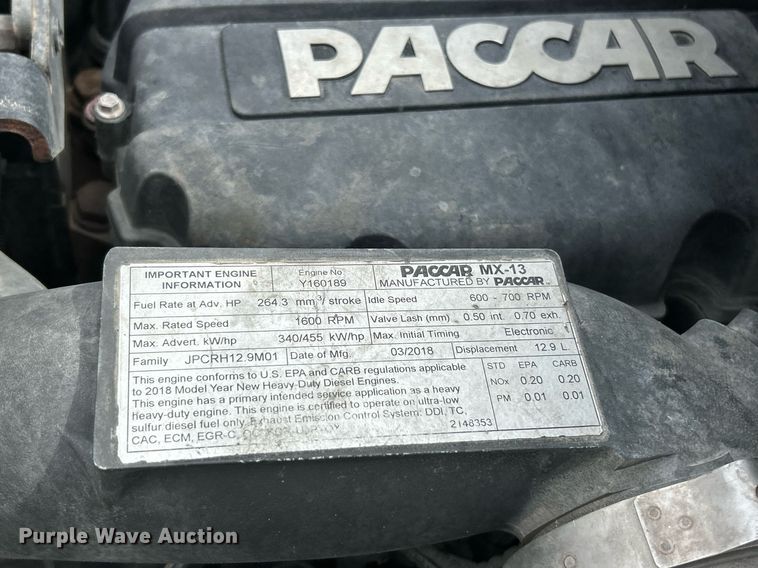 PACCAR
IMPORTANT ENGINE INFORMATION
Engine No Y160189
PACCAR MX-13
MANUFACTURED BY PACCAR
Fuel Rate at Adv. HP 264.3 mm³/ stroke
Idle Speed 600 - 700 RPM
Max. Rated Speed 1600 RPM
Valve Lash (mm) 0.50 int. 0.70 exh.
Max. Advert. kW/hp 340/455 kW/hp
Max. Initial Timing Electronic
Family JPCRH12.9M01
Date of Mfg. 03/2018
Displacement 12.9 L
This engine conforms to U.S. EPA and CARB regulations applicable
to 2018 Model Year New Heavy-Duty Diesel Engines.
This engine has a primary intended service application as a heavy
heavy-duty engine. This engine is certified to operate on ultra-low
sulfur diesel fuel only. Exhaust Emission Control System: DDI, TC,
CAC, ECM, EGR-C,
STD EPA CARB
NOx 0.20 0.20
PM 0.01 0.01
2148353
Purple Wave Auction